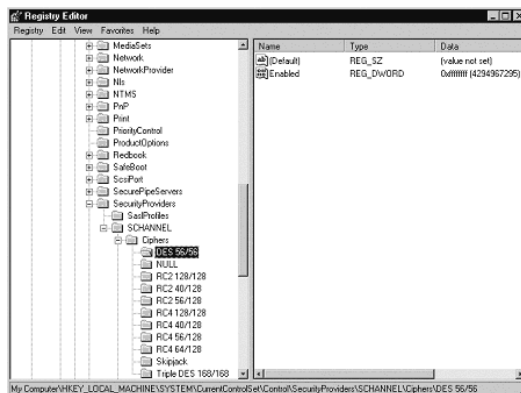 Registry Editor
Registry Edit View Favorites Help
MediaSets
Network
NetworkProvider
Nls
NTMS
PnP
Print
PriorityControl
ProductOptions
Redbook
SafeBoot
ScsiPort
SecurePipeServers
SecurityProviders
SaslProfiles
SCHANNEL
Ciphers
DES 56/56
NULL
RC2 128/128
RC2 40/128
RC2 56/128
RC4 128/128
RC4 40/128
RC4 56/128
RC4 64/128
Skipjack
Triple DES 168/168
Name Type Data
(Default) REG_SZ (value not set)
Enabled REG_DWORD 0xffffffff (4294967295)
My Computer\HKEY_LOCAL_MACHINE\SYSTEM\CurrentControlSet\Control\SecurityProviders\SCHANNEL\Ciphers\DES 56/56